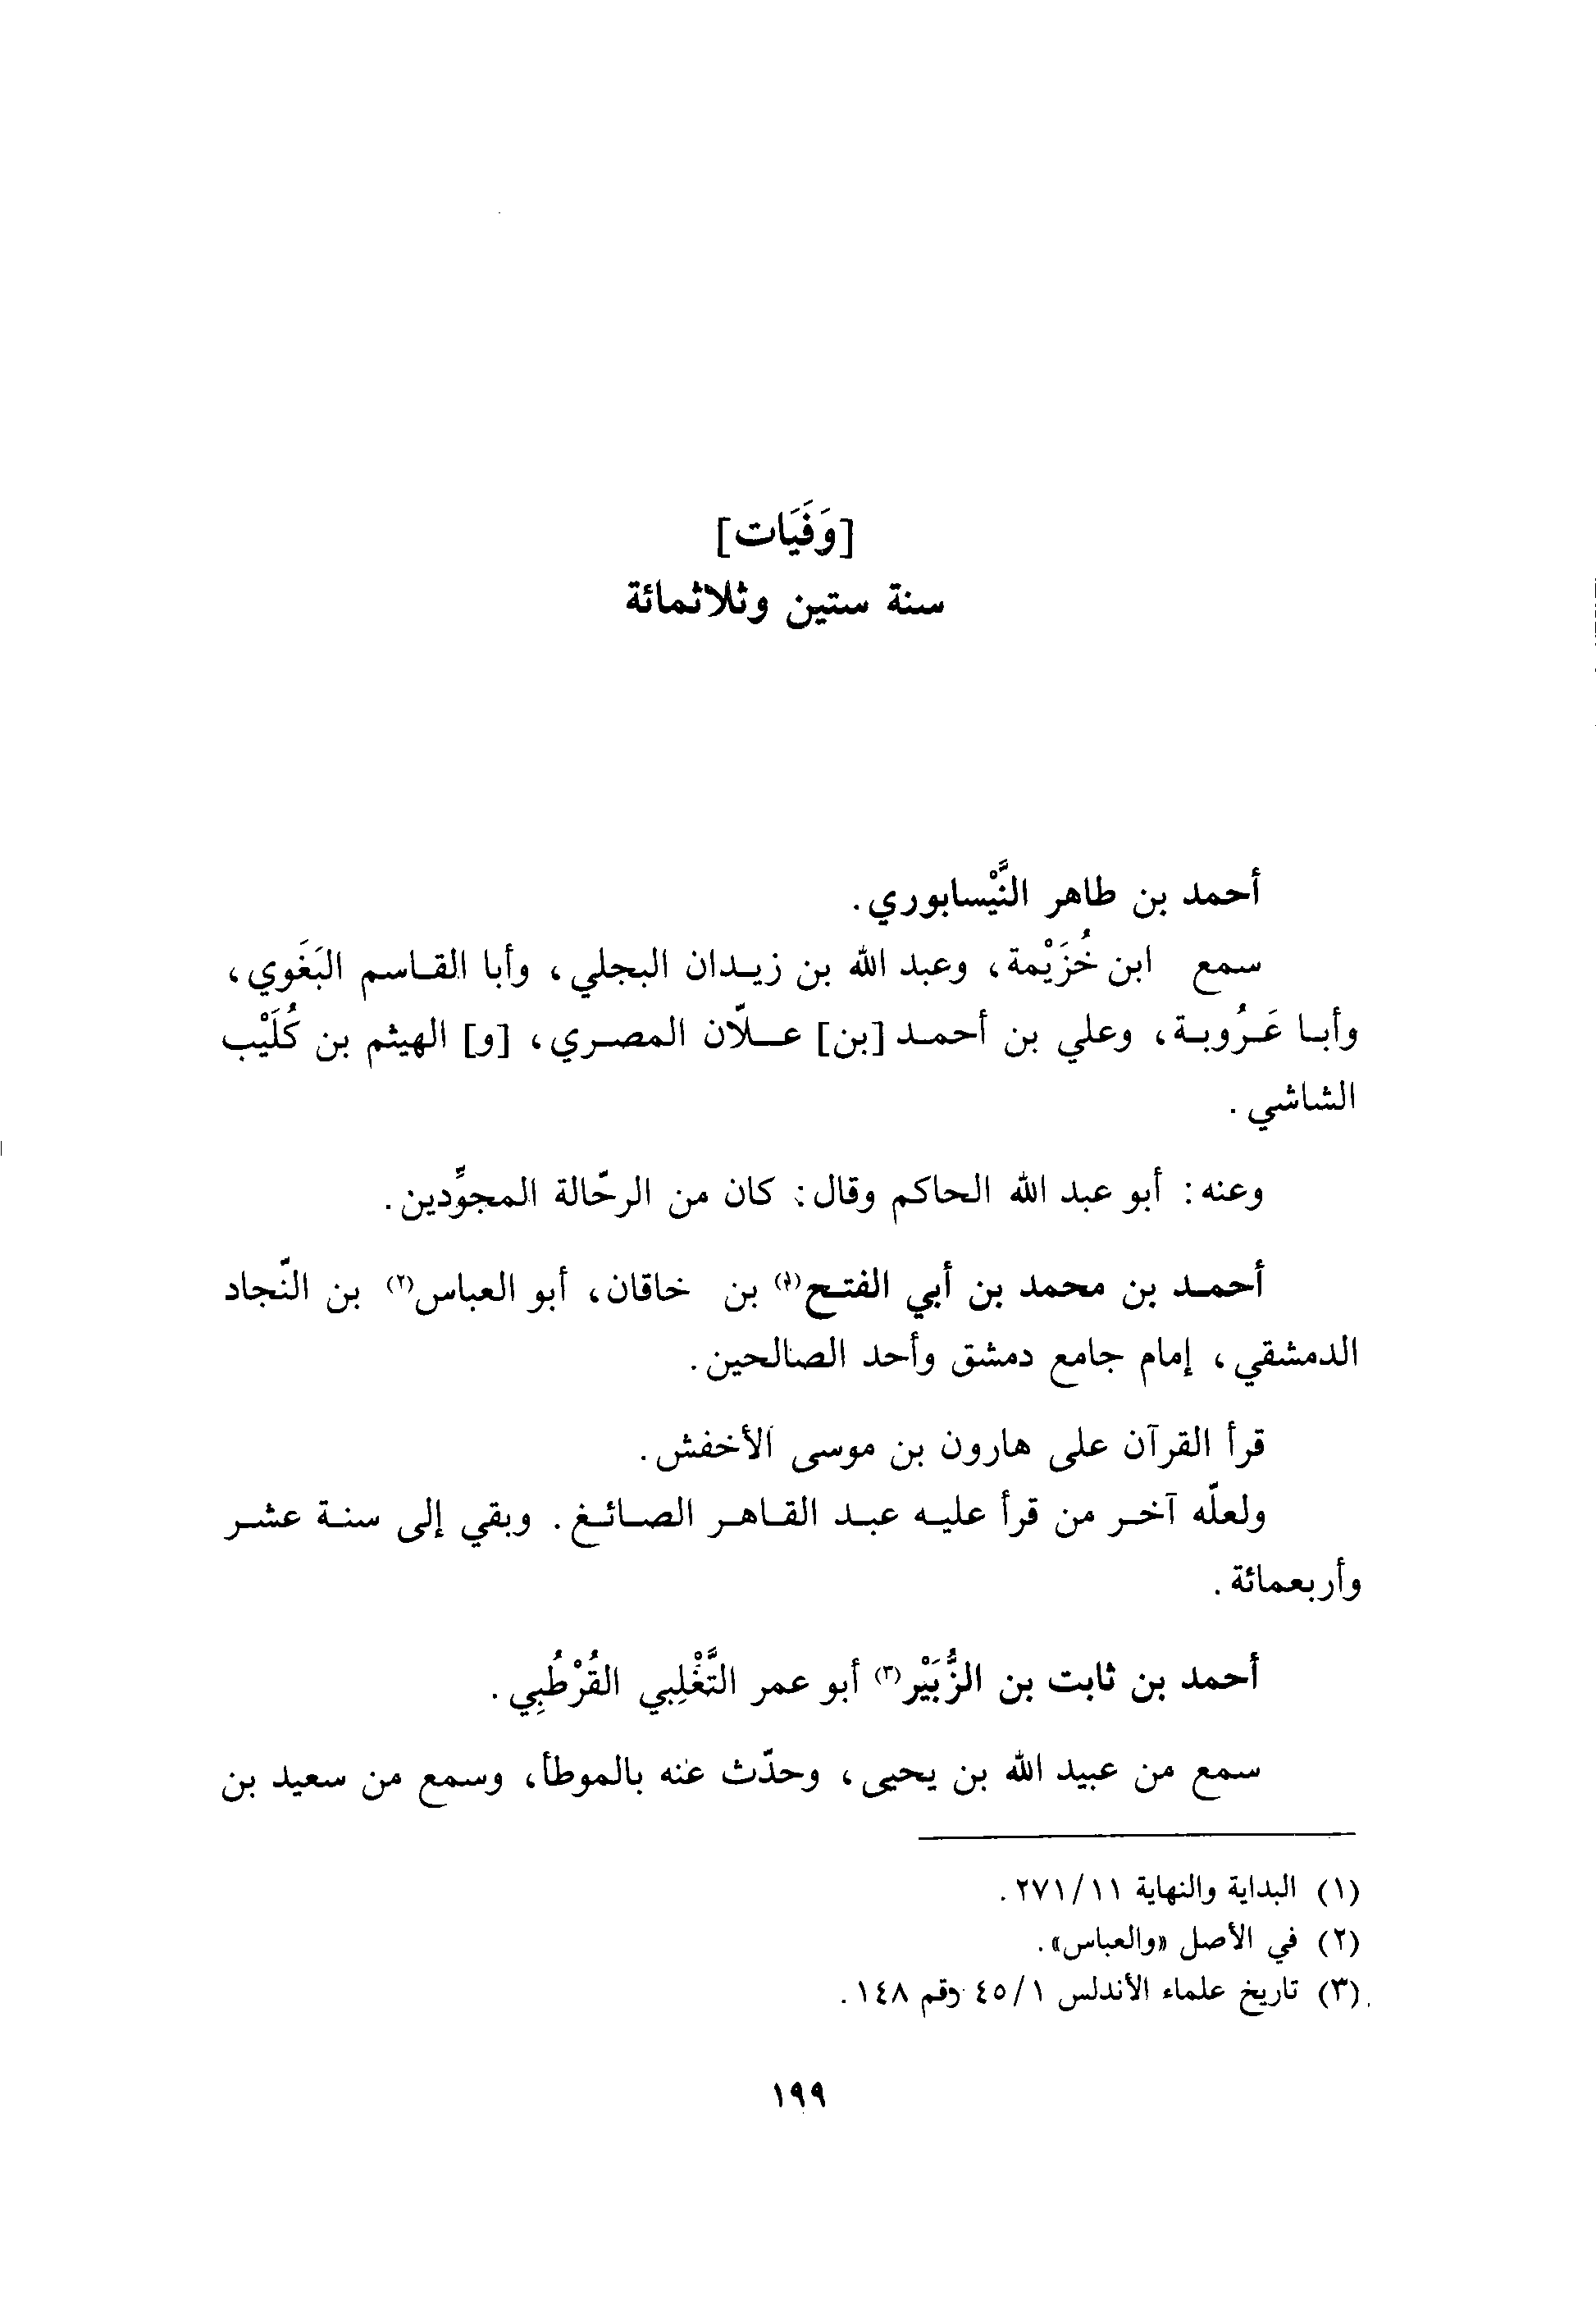 [وَفَيَات]
سنة ستين وثلاثمائة
أحمد بن طاهر النَّيْسابوري.
سمع ابن خُزَيْمة، وعبد الله بن زيدان البجلي، وأبا القاسم البَغَوي،
وأبا عَرُوبة، وعلي بن أحمد [بن] علّان المصري، [و] الهيثم بن كُلَيْب
الشاشي.
وعنه: أبو عبد الله الحاكم وقال: كان من الرحّالة المجوِّدين.
أحمد بن محمد بن أبي الفتح(١) بن خاقان، أبو العباس(٢) بن النّجاد
الدمشقي، إمام جامع دمشق وأحد الصالحين.
قرأ القرآن على هارون بن موسى الأخفش.
ولعلّه آخر من قرأ عليه عبد القاهر الصائغ. وبقي إلى سنة عشر
وأربعمائة.
أحمد بن ثابت بن الزُّبَيْر(٣) أبو عمر التَّغْلِبي القُرْطُبِي.
سمع من عبيد الله بن يحيى، وحدّث عنه بالموطأ، وسمع من سعيد بن
(١) البداية والنهاية ١١/ ٢٧١.
(٢) في الأصل «والعباس».
(٣) تاريخ علماء الأندلس ١/ ٤٥ رقم ١٤٨.
١٩٩